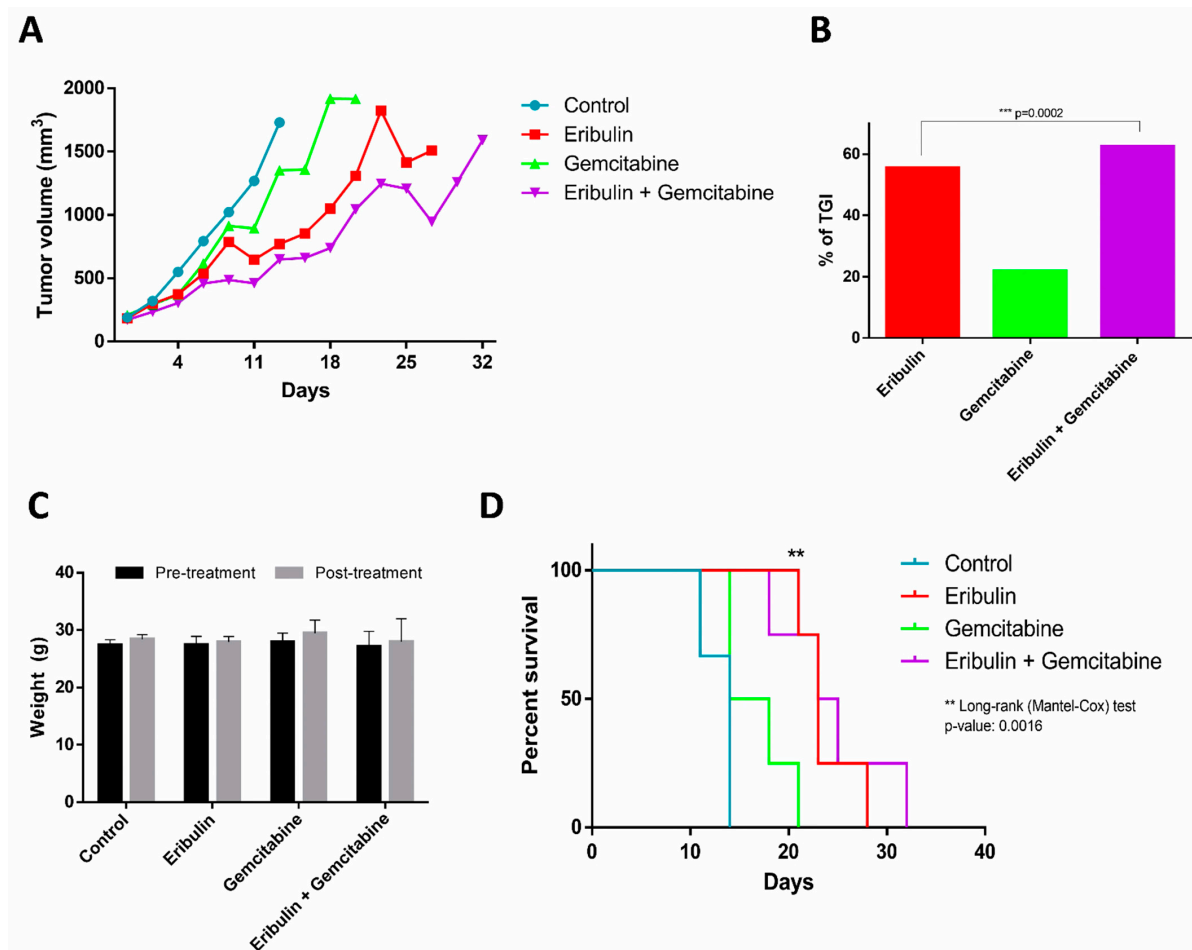 A
Tumor volume (mm³)
2000
1500
1000
500
0
4
11
18
25
32
Days
Control
Eribulin
Gemcitabine
Eribulin + Gemcitabine
B
*** p=0.0002
% of TGI
60
40
20
0
Eribulin
Gemcitabine
Eribulin + Gemcitabine
C
Pre-treatment
Post-treatment
Weight (g)
40
30
20
10
0
Control
Eribulin
Gemcitabine
Eribulin + Gemcitabine
D
**
Percent survival
100
50
0
0
10
20
30
40
Days
Control
Eribulin
Gemcitabine
Eribulin + Gemcitabine
** Long-rank (Mantel-Cox) test
p-value: 0.0016